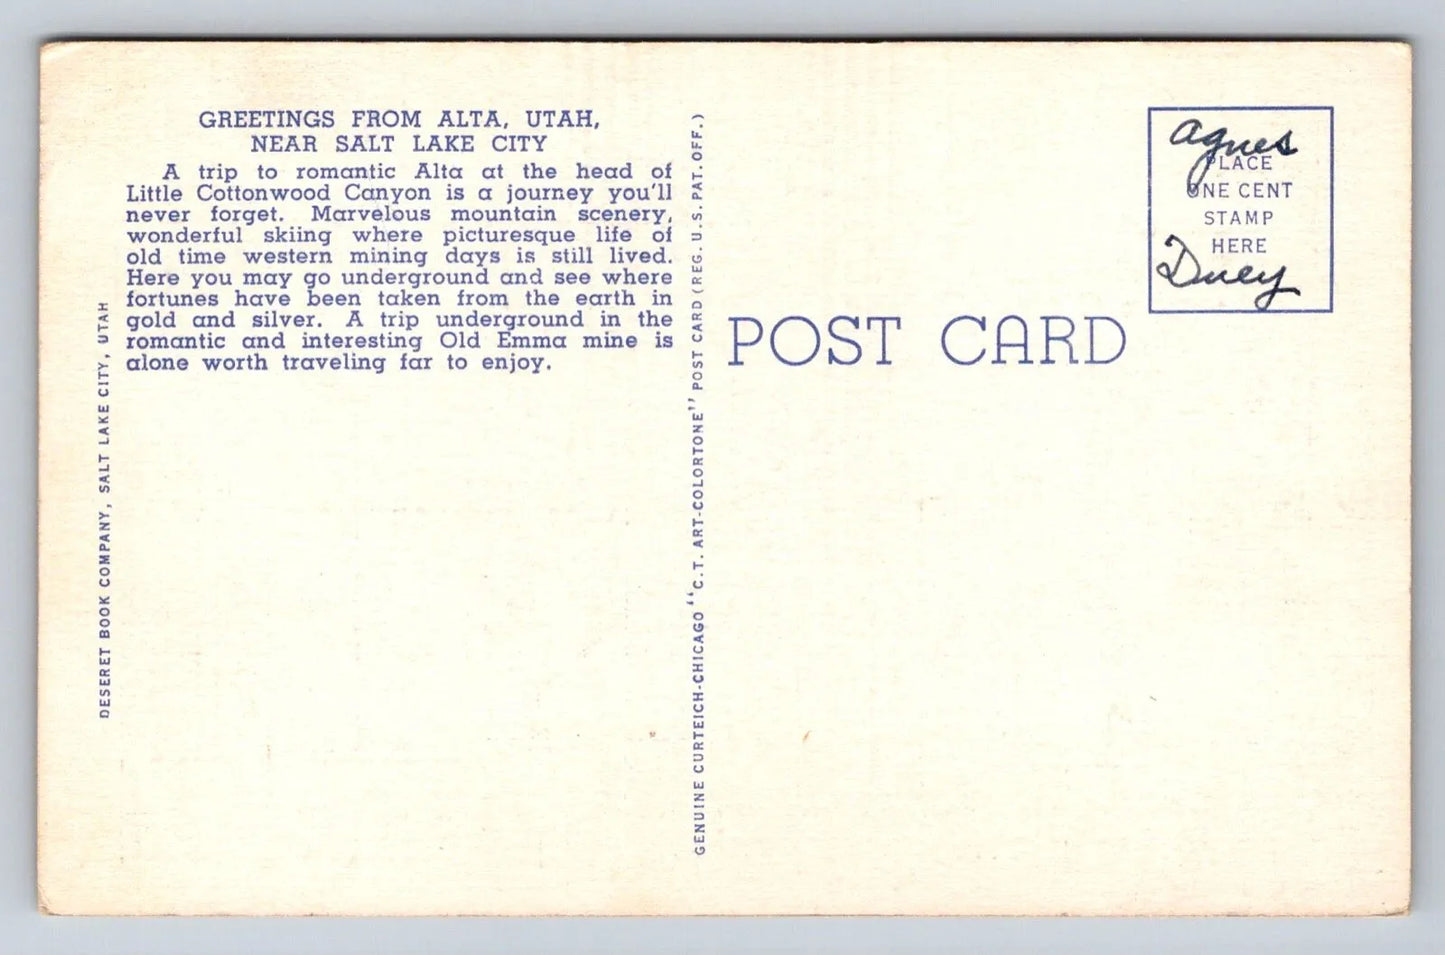 GREETINGS FROM ALTA, UTAH,
NEAR SALT LAKE CITY
A trip to romantic Alta at the head of
Little Cottonwood Canyon is a journey you'll
never forget. Marvelous mountain scenery,
wonderful skiing where picturesque life of
old time western mining days is still lived.
Here you may go underground and see where
fortunes have been taken from the earth in
gold and silver. A trip underground in the
romantic and interesting Old Emma mine is
alone worth traveling far to enjoy.
DESERET BOOK COMPANY, SALT LAKE CITY, UTAH
GENUINE CURTEICH-CHICAGO "C.T. ART-COLORTONE" POST CARD (REG. U.S. PAT. OFF.)
POST CARD
Agnes
PLACE
ONE CENT
STAMP
HERE
Duey